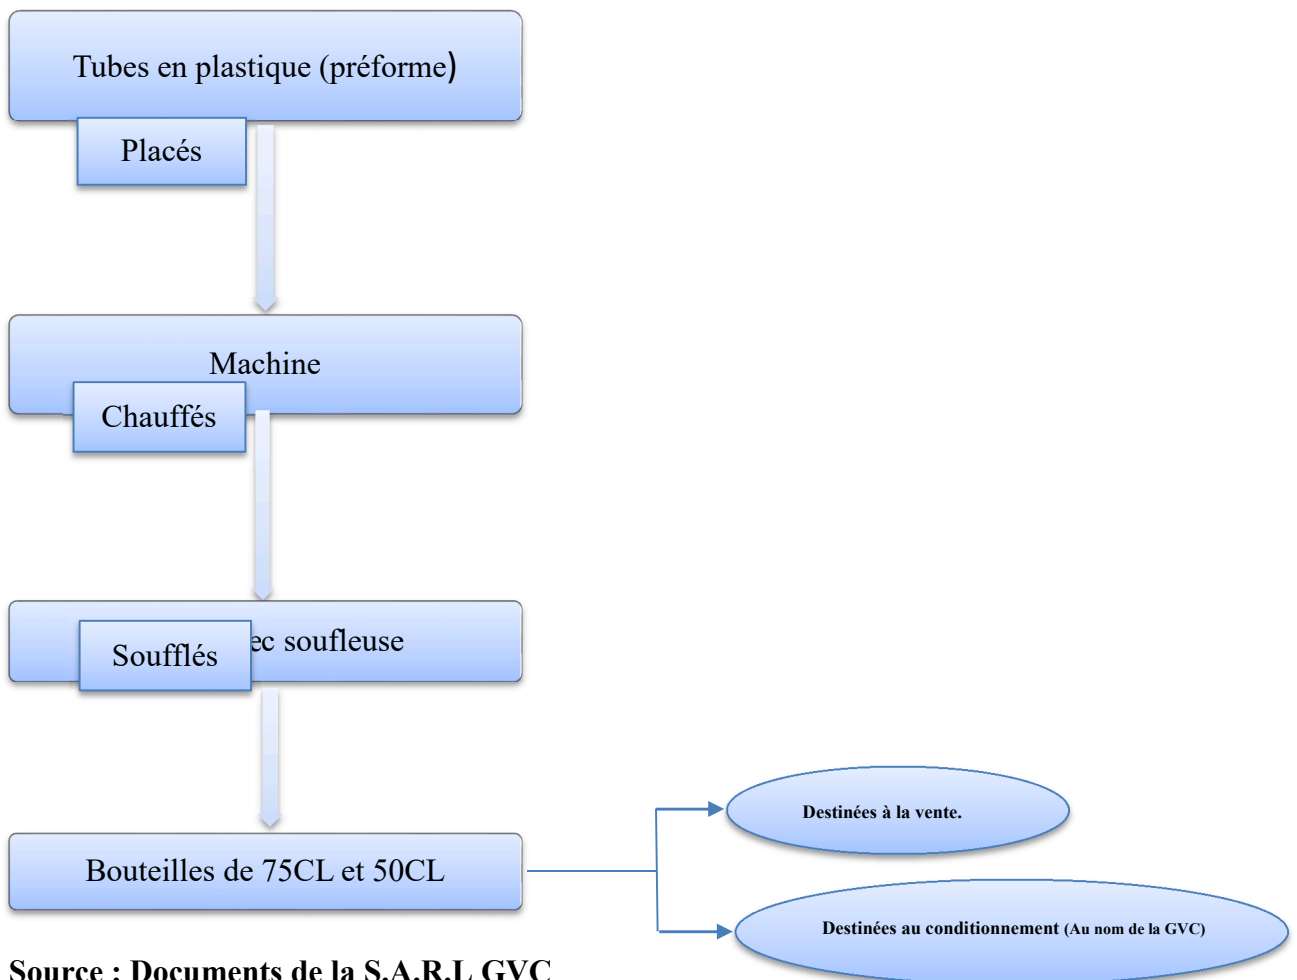 Tubes en plastique (préforme)
Placés
Machine
Chauffés
soufleuse
Soufflés
Destinées à la vente.
Bouteilles de 75CL et 50CL
Destinées au conditionnement (Au nom de la GVC)
Source : Documents de la S.A.R.L GVC